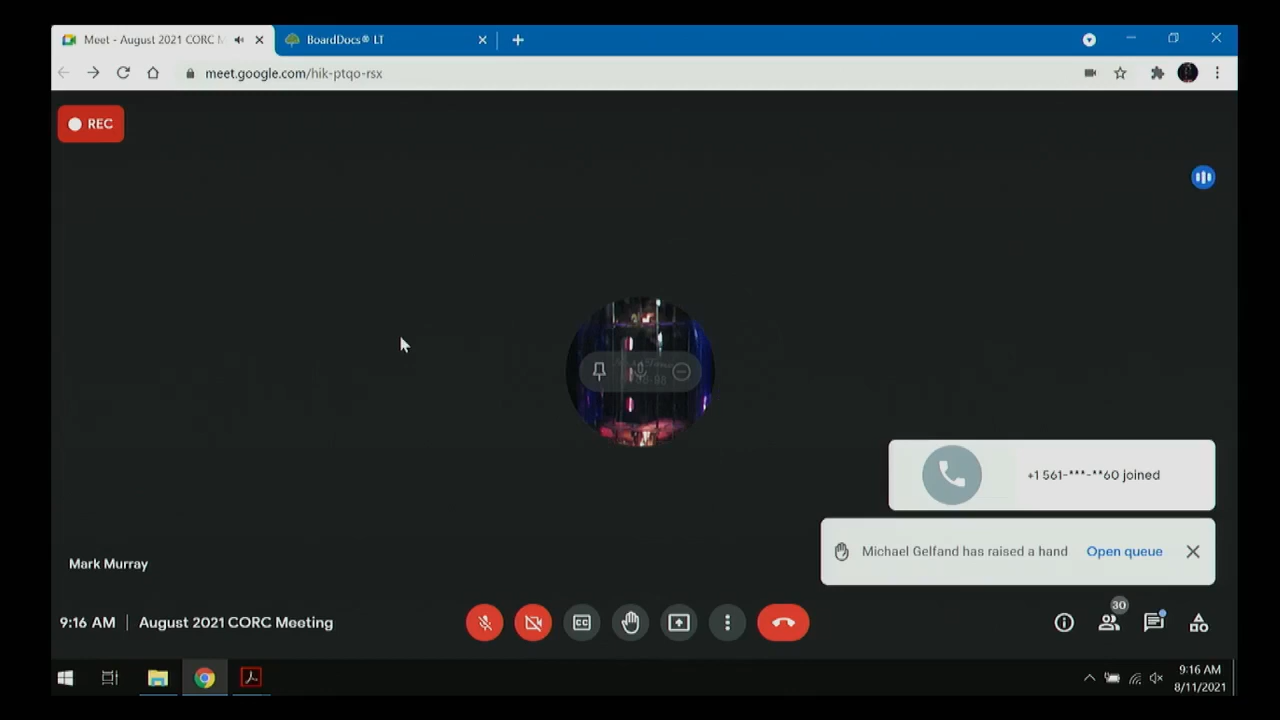 Meet - August 2021 CORC M
BoardDocs® LT
meet.google.com/hik-ptqo-rsx
REC
+1 561-***-**60 joined
Michael Gelfand has raised a hand
Open queue
Mark Murray
9:16 AM | August 2021 CORC Meeting
CC
30
9:16 AM
8/11/2021